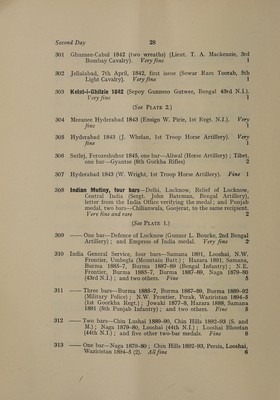 Second Day 28
301 Ghuznee-Cabul 1842 (two wreaths) (Lieut. T. A. Mackenzie, 3rd
Bombay Cavalry). Very fine 1
302 Jellalabad, 7th April, 1842, first issue (Sewar Ram Toorab, 5th
Light Cavalry). Very fine 1
303 Kelat-i-Ghilzie 1842 (Sepoy Gunneso Gutwer, Bengal 43rd N.I.).
Very fine 1
(See PLATE 2.)
304 Meeanee Hyderabad 1843 (Ensign W. Pirie, 1st Regt. N.I.). Very
fine 1
305 Hyderabad 1843 (J. Whelan, 1st Troop Horse Artillery). Very
fine 1
306 Sutlej, Ferozeshuhur 1845, one bar—Aliwal (Horse Artillery) ; Tibet,
one bar—Gyantse (8th Gurkha Rifles) 2
307 Hyderabad 1843 (W. Wright, 1st Troop Horse Artillery). Fine 1
308 Indian Mutiny, four bars—Delhi, Lucknow, Relief of Lucknow,
Central India (Sergt. John Bateman, Bengal Artillery),
letter from the India Office verifying the medal ; and Punjab
medal, two bars—Chilianwala, Goojerat, to the same recipient.
Very fine and rare 2
(See PLATE 1.)
309 —— One bar—Defence of Lucknow (Gunner L. Bourke, 2nd Bengal
Artillery) ; and Empress of India medal. Very fine 2
310 India General Service, four bars—Samana 1891, Looshai, N.W.
Frontier, Umbeyla (Mountain Batt.) ; Hazara 1891, Samana,
Burma 1885-7, Burma 1887-89 (Bengal Infantry) ; N.E.
Frontier, Burma 1885-7, Burma 1887-89, Naga 1879-80
(43rd N.I.) ; and two others. Fine 5
311 —— Three bars—Burma 1885-7, Burma 1887-89, Burma 1889-92
(Military Police) ; N.W. Frontier, Perak, Waziristan 1894-5
(1st Goorkha Regt.) ; Jowaki 1877-8, Hazara 1888, Samana
1891 (5th Punjab Infantry) ; and two others. Fine 5
312 —— Two bars—Chin Lushai 1889-90, Chin Hills 1892-93 (S. and
M.) ; Naga 1879-80, Looshai (44th N.I.) ; Looshai Bhootan
(44th N.I.) ; and five other two-bar medals. Fine 8
313 —— One bar—Naga 1879-80 ; Chin Hills 1892-93, Persia, Looshai,
Waziristan 1894-5 (2). All fine 6